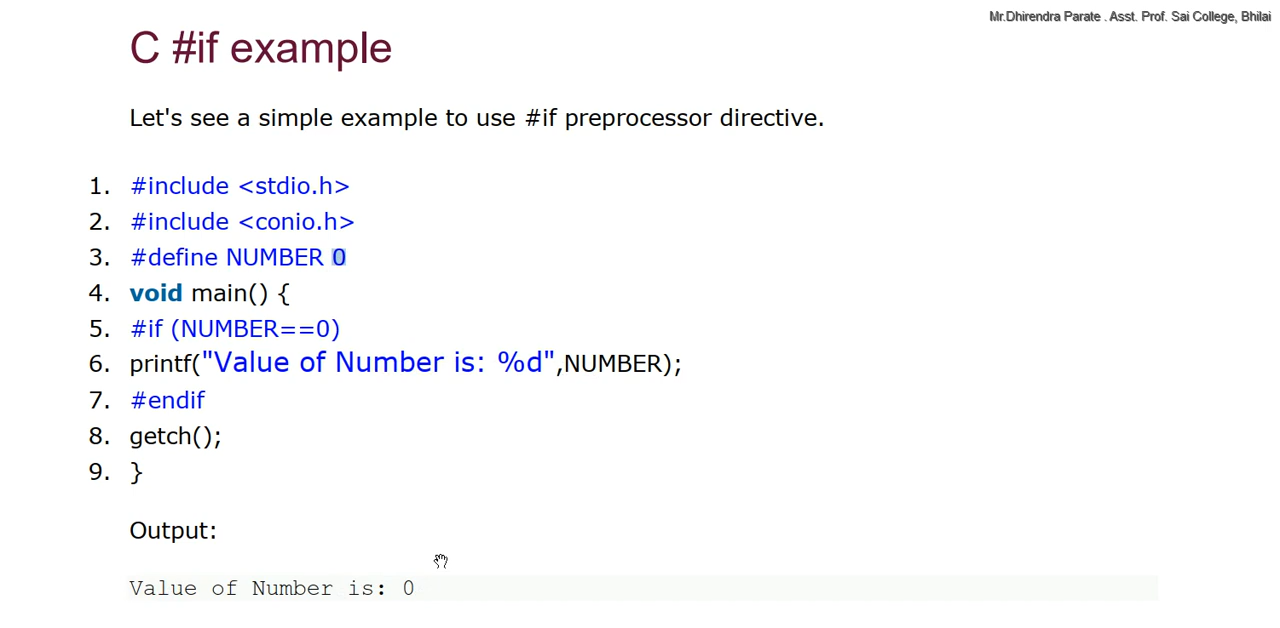 Mr.Dhirendra Parate . Asst. Prof. Sai College, Bhilai
C #if example
Let's see a simple example to use #if preprocessor directive.
1. #include <stdio.h>
2. #include <conio.h>
3. #define NUMBER 0
4. void main() {
5. #if (NUMBER==0)
6. printf("Value of Number is: %d",NUMBER);
7. #endif
8. getch();
9. }
Output:
Value of Number is: 0